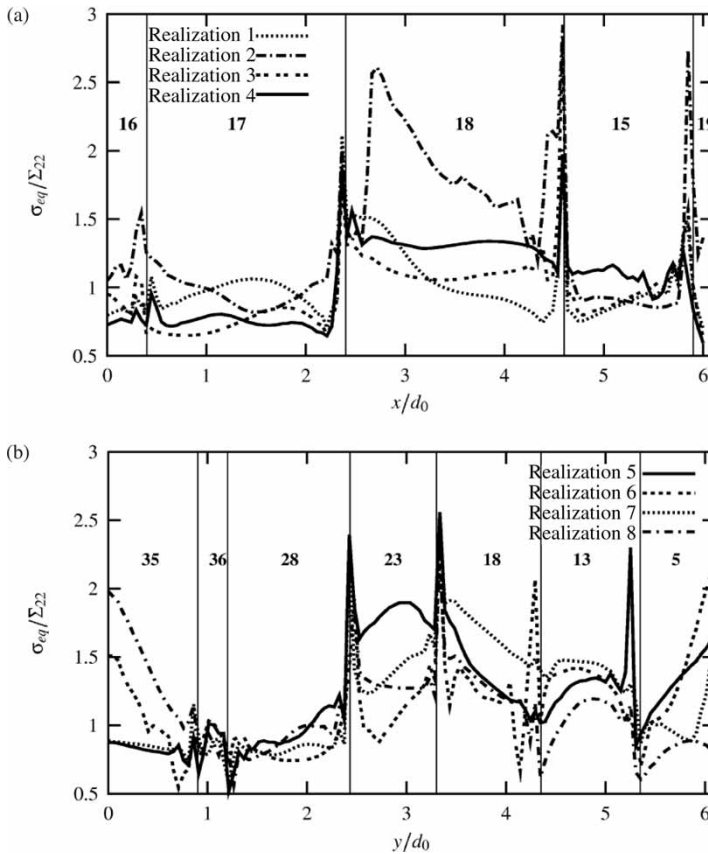 (a)
3
Realization 1
Realization 2
Realization 3
Realization 4
2.5
16
17
18
15
19
2
σeq/Σ22
1.5
1
0.5
0
1
2
3
4
5
6
x/d0
(b)
3
Realization 5
Realization 6
Realization 7
Realization 8
2.5
35
36
28
23
18
13
5
2
σeq/Σ22
1.5
1
0.5
0
1
2
3
4
5
6
y/d0